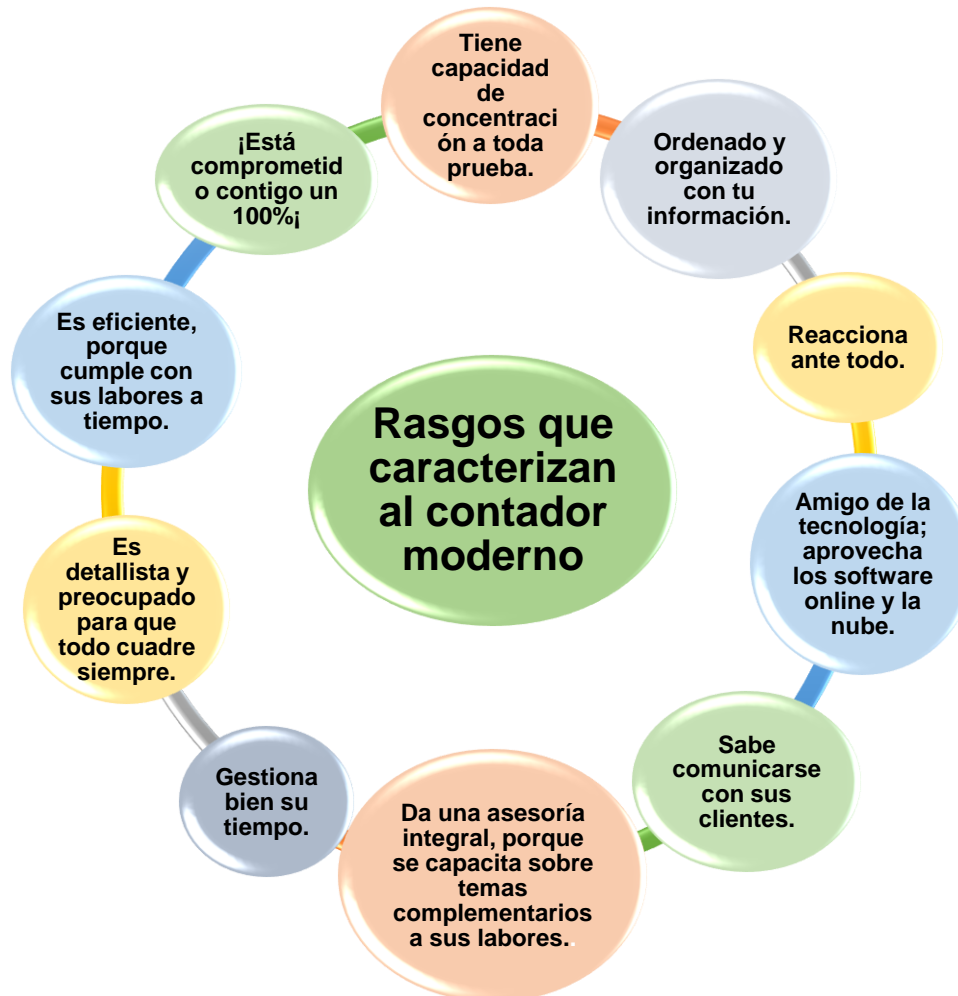 Tiene
capacidad
de
concentraci
ón a toda
prueba.
Ordenado y
organizado
con tu
información.
Reacciona
ante todo.
Amigo de la
tecnología;
aprovecha
los software
online y la
nube.
Sabe
comunicarse
con sus
clientes.
Da una asesoría
integral, porque
se capacita sobre
temas
complementarios
a sus labores..
Gestiona
bien su
tiempo.
Es
detallista y
preocupado
para que
todo cuadre
siempre.
Es eficiente,
porque
cumple con
sus labores a
tiempo.
¡Está
comprometid
o contigo un
100%¡
Rasgos que
caracterizan
al contador
moderno